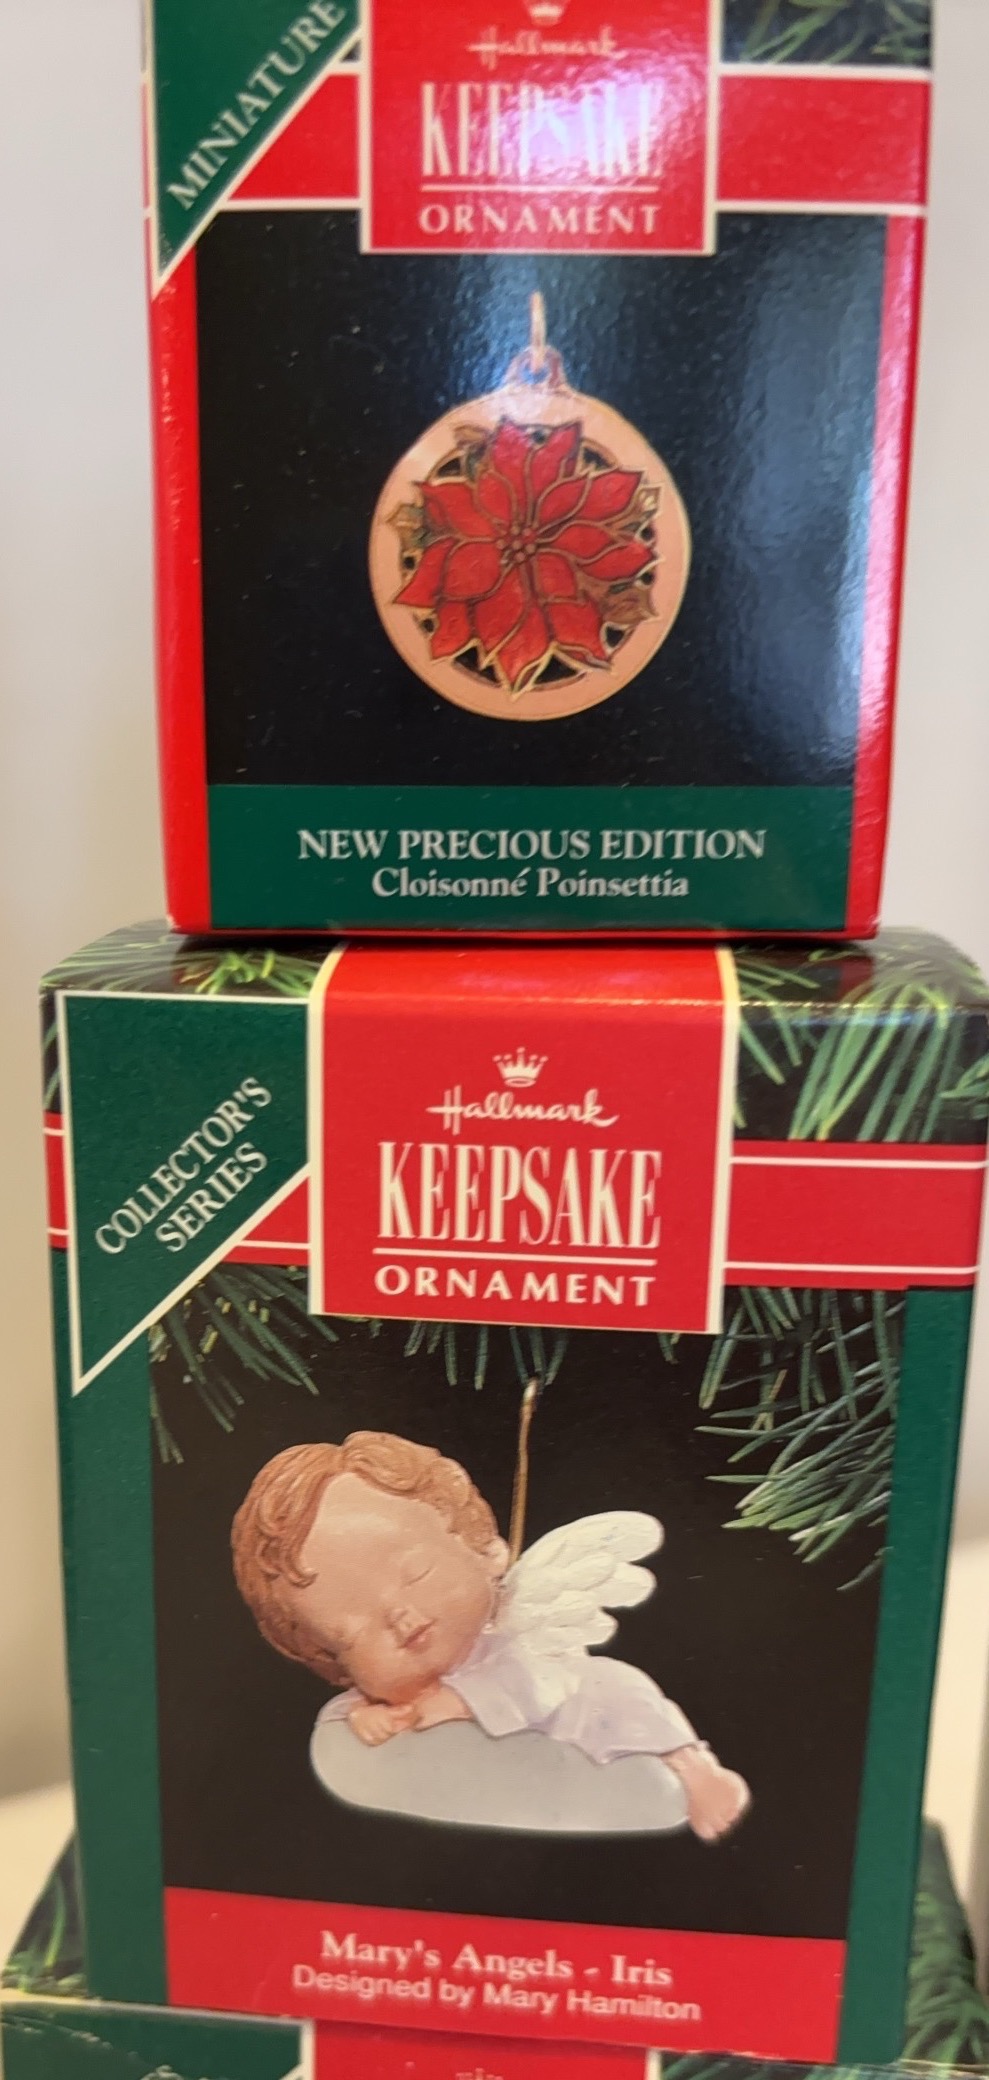 MINIATURE
Hallmark
KEEPSAKE
ORNAMENT
NEW PRECIOUS EDITION
Cloisonné Poinsettia
COLLECTOR'S
SERIES
Hallmark
KEEPSAKE
ORNAMENT
Mary's Angels - Iris
Designed by Mary Hamilton